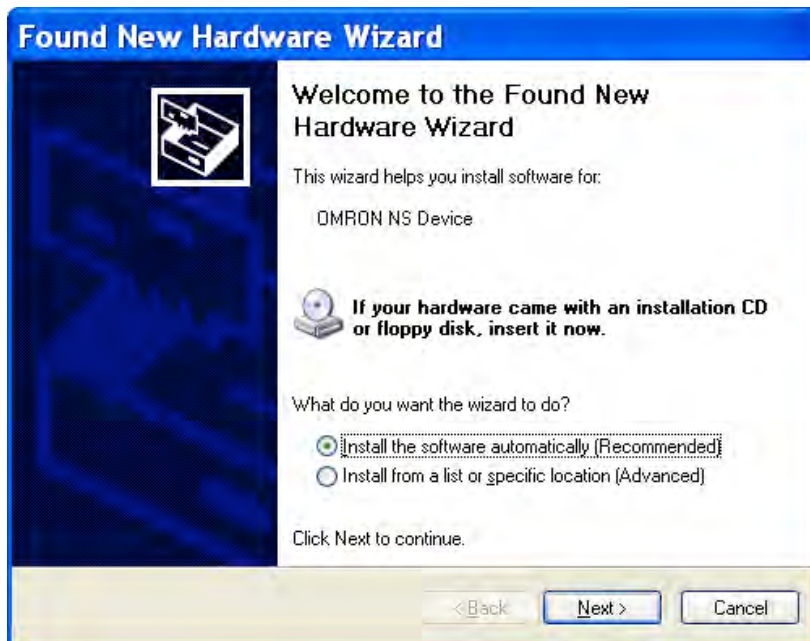 Found New Hardware Wizard
Welcome to the Found New
Hardware Wizard
This wizard helps you install software for:
OMRON NS Device
If your hardware came with an installation CD
or floppy disk, insert it now.
What do you want the wizard to do?
Install the software automatically (Recommended)
Install from a list or specific location (Advanced)
Click Next to continue.
< Back Next > Cancel